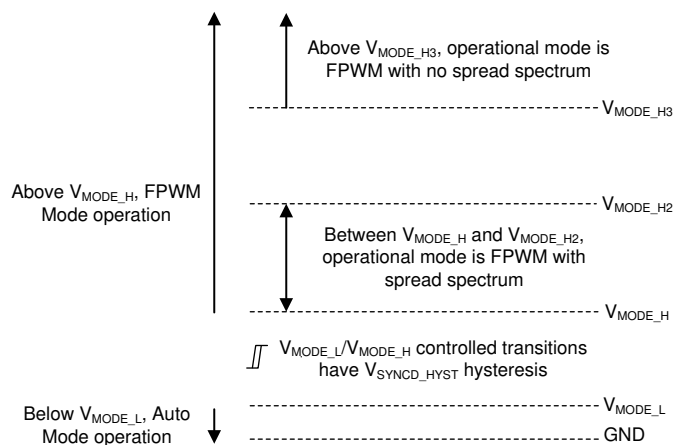 Above V_MODE_H3, operational mode is
FPWM with no spread spectrum
V_MODE_H3
Above V_MODE_H, FPWM
Mode operation
V_MODE_H2
Between V_MODE_H and V_MODE_H2,
operational mode is FPWM with
spread spectrum
V_MODE_H
V_MODE_L/V_MODE_H controlled transitions
have V_SYNCD_HYST hysteresis
V_MODE_L
Below V_MODE_L, Auto
Mode operation
GND